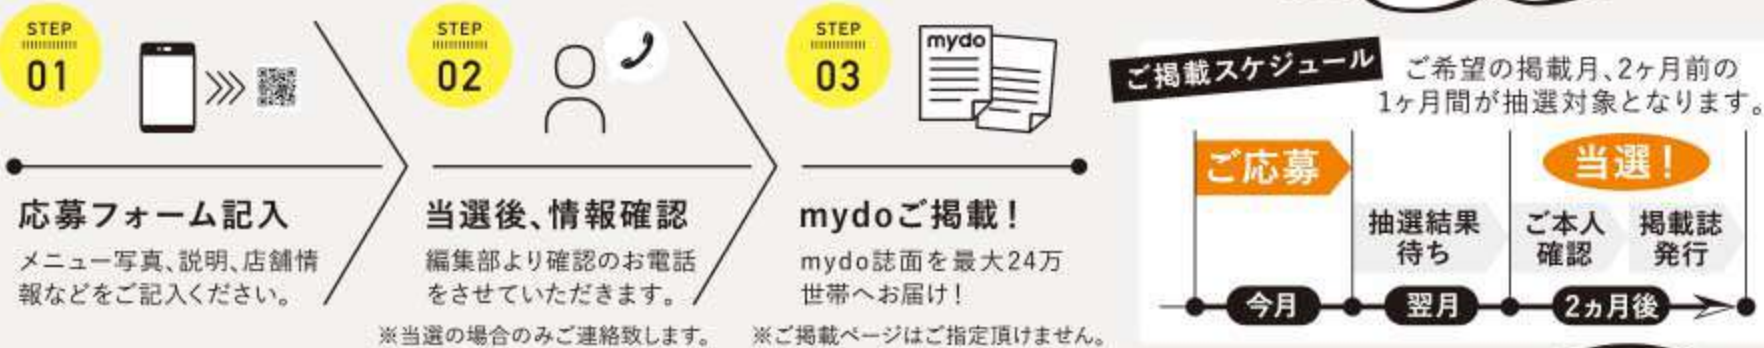 STEP
01
応募フォーム記入
メニュー写真、説明、店舗情
報などをご記入ください。
STEP
02
当選後、情報確認
編集部より確認のお電話
をさせていただきます。
※当選の場合のみご連絡致します。
STEP
03
mydo
mydoご掲載！
mydo誌面を最大24万
世帯へお届け！
※ご掲載ページはご指定頂けません。
ご掲載スケジュール
ご希望の掲載月、2ヶ月前の
1ヶ月間が抽選対象となります。
ご応募
当選！
抽選結果
待ち
ご本人
確認
掲載誌
発行
今月
翌月
2ヵ月後